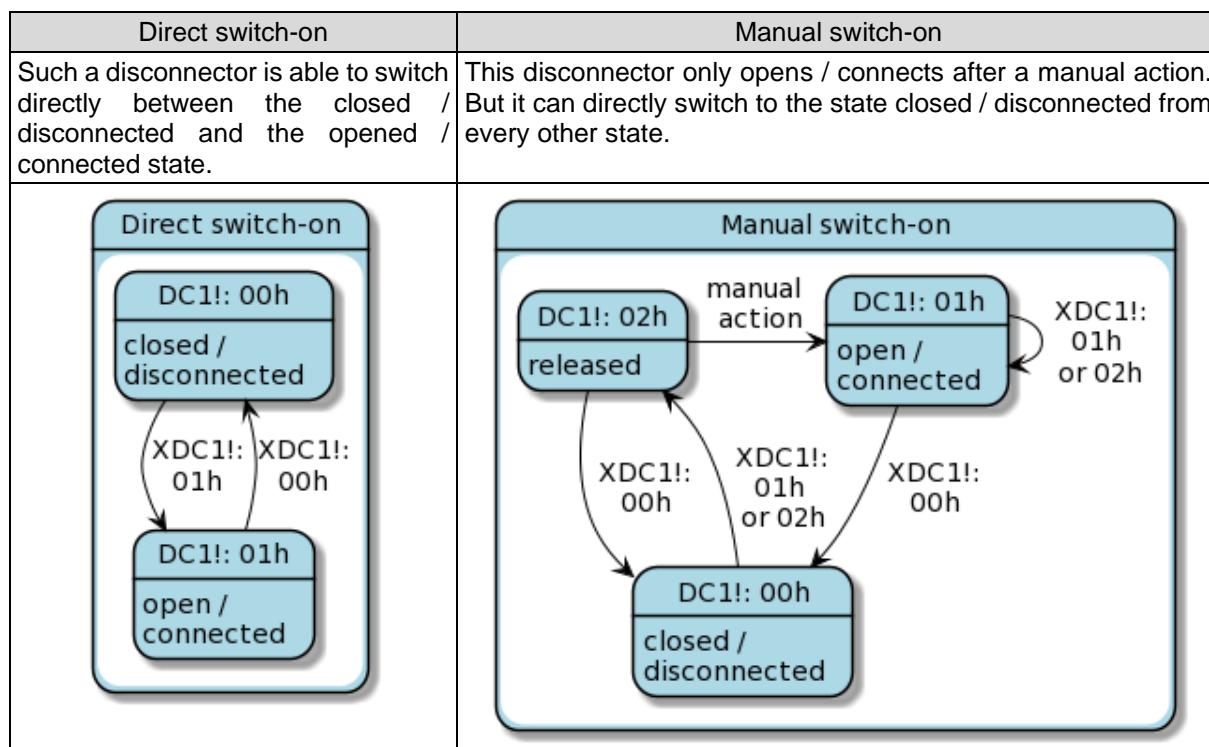 Direct switch-on
Manual switch-on
Such a disconnector is able to switch
directly between the closed /
disconnected and the opened /
connected state.
This disconnector only opens / connects after a manual action.
But it can directly switch to the state closed / disconnected from
every other state.
Direct switch-on
DC1!: 00h
closed /
disconnected
XDC1!:
01h
XDC1!:
00h
DC1!: 01h
open /
connected
Manual switch-on
DC1!: 02h
released
manual
action
DC1!: 01h
open /
connected
XDC1!:
01h
or 02h
XDC1!:
00h
XDC1!:
01h
or 02h
XDC1!:
00h
DC1!: 00h
closed /
disconnected